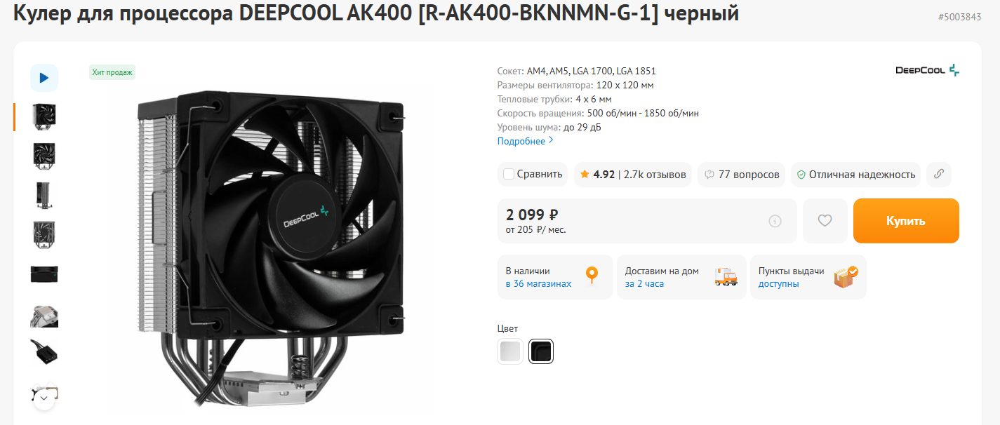 Кулер для процессора DEEPCOOL AK400 [R-AK400-BKNNMN-G-1] черный
#5003843
Хит продаж
DEEPCOOL
Сокет: AM4, AM5, LGA 1700, LGA 1851
Размеры вентилятора: 120 x 120 мм
Тепловые трубки: 4 x 6 мм
Скорость вращения: 500 об/мин - 1850 об/мин
Уровень шума: до 29 дБ
Подробнее
Сравнить
4.92 | 2.7k отзывов
77 вопросов
Отличная надежность
2 099 ₽
от 205 ₽/ мес.
Купить
В наличии
в 36 магазинах
Доставим на дом
за 2 часа
Пункты выдачи
доступны
Цвет
DEEPCOOL